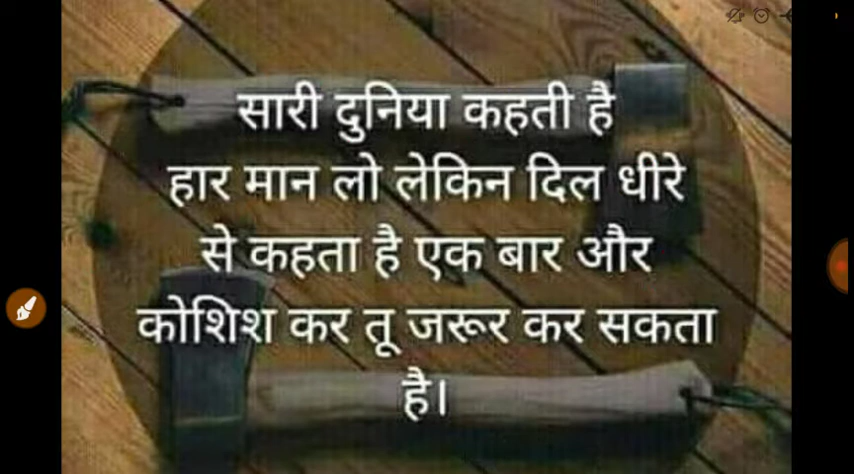 सारी दुनिया कहती है
हार मान लो लेकिन दिल धीरे
से कहता है एक बार और
कोशिश कर तू जरूर कर सकता
है।